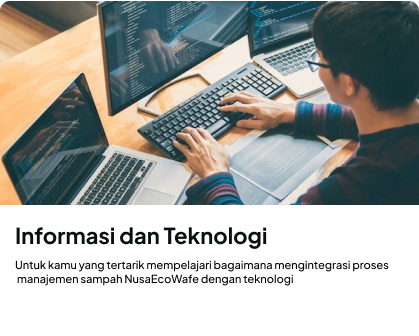 Informasi dan Teknologi
Untuk kamu yang tertarik mempelajari bagaimana mengintegrasi proses
manajemen sampah NusaEcoWafe dengan teknologi